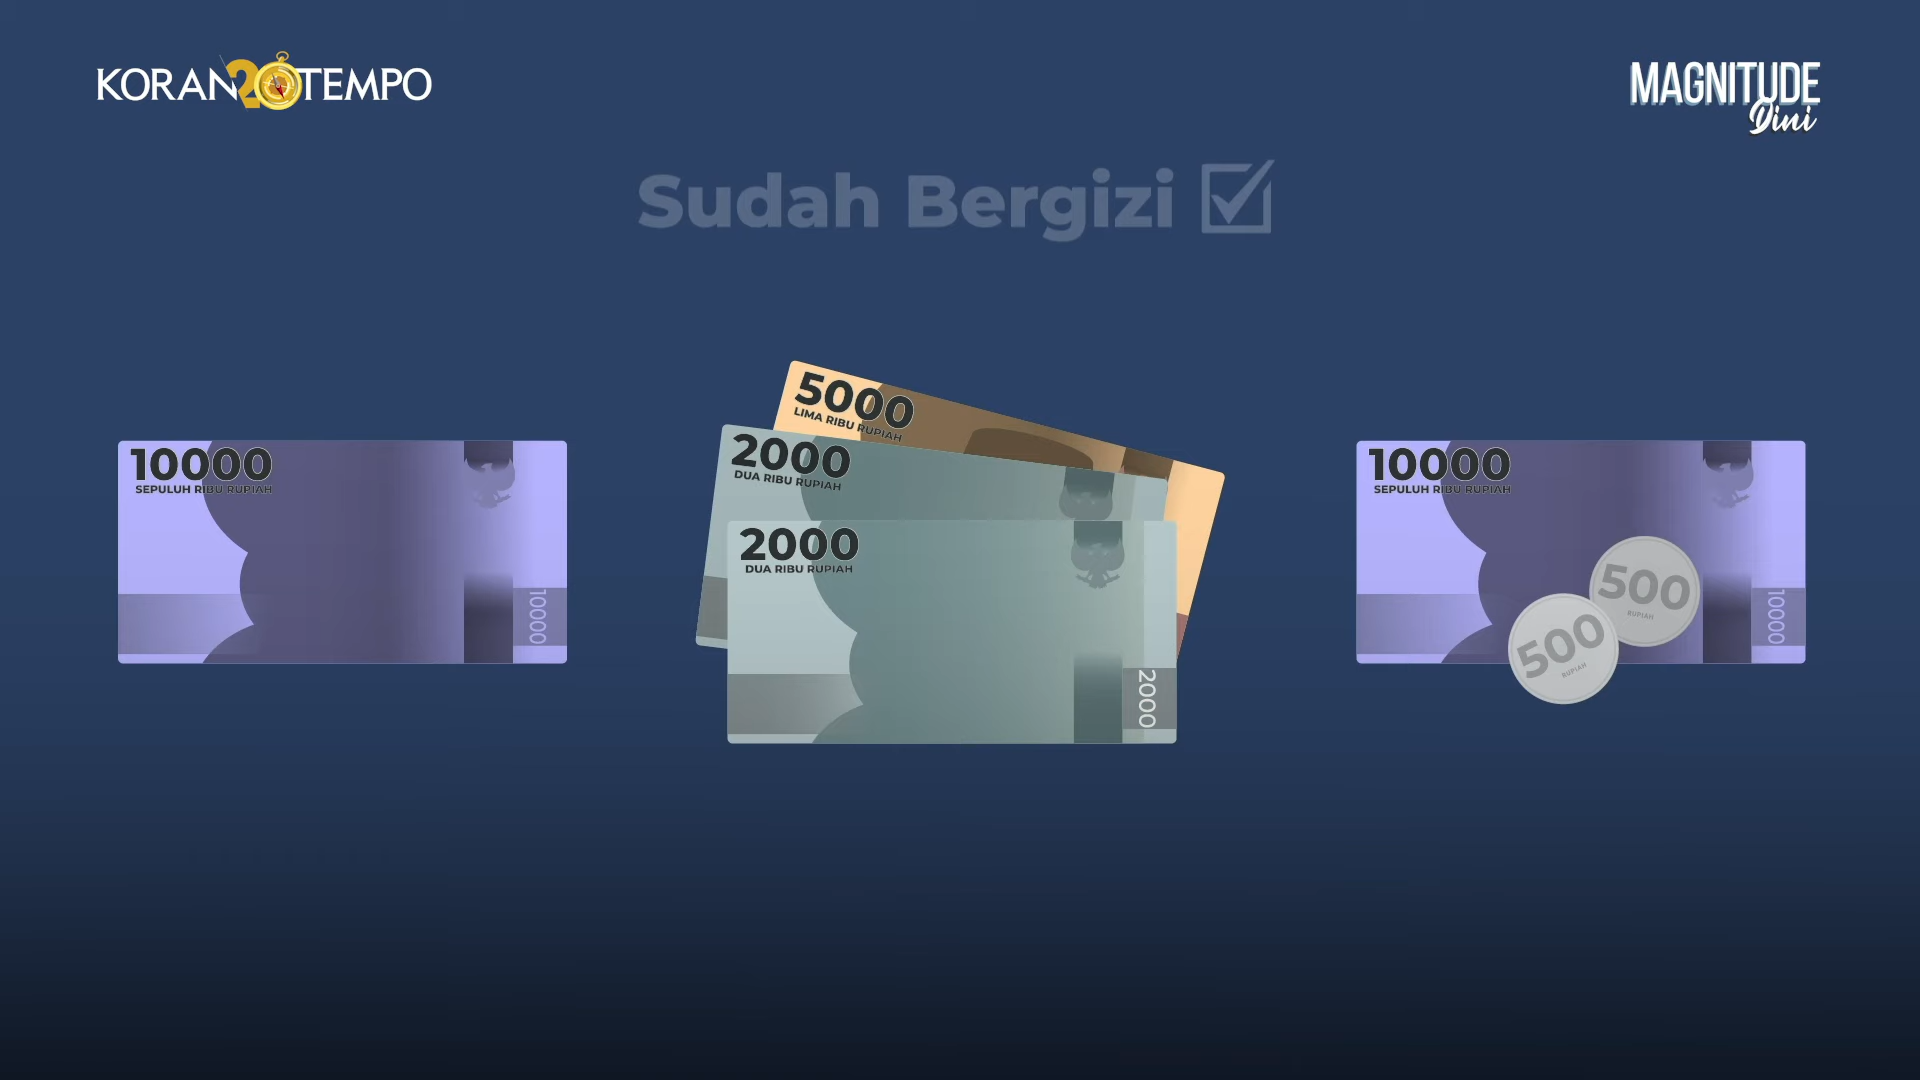 KORAN 20 TEMPO
MAGNITUDE
Dini
Sudah Bergizi
10000
SEPULUH RIBU RUPIAH
10000
5000
LIMA RIBU RUPIAH
2000
DUA RIBU RUPIAH
2000
DUA RIBU RUPIAH
2000
10000
SEPULUH RIBU RUPIAH
10000
500
RUPIAH
500
RUPIAH